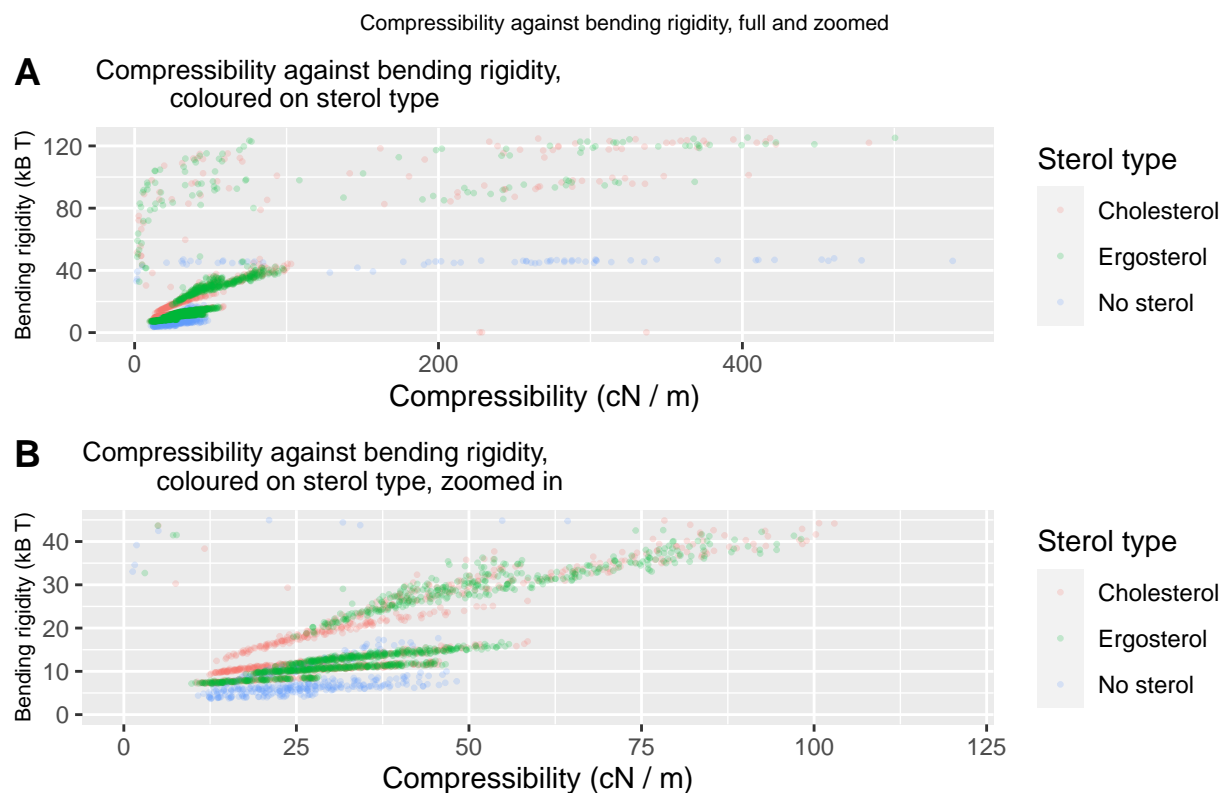 Compressibility against bending rigidity, full and zoomed
A
Compressibility against bending rigidity,
coloured on sterol type
Bending rigidity (kB T)
120
80
40
0
0 200 400
Compressibility (cN / m)
Sterol type
Cholesterol
Ergosterol
No sterol
B
Compressibility against bending rigidity,
coloured on sterol type, zoomed in
Bending rigidity (kB T)
40
30
20
10
0
0 25 50 75 100 125
Compressibility (cN / m)
Sterol type
Cholesterol
Ergosterol
No sterol